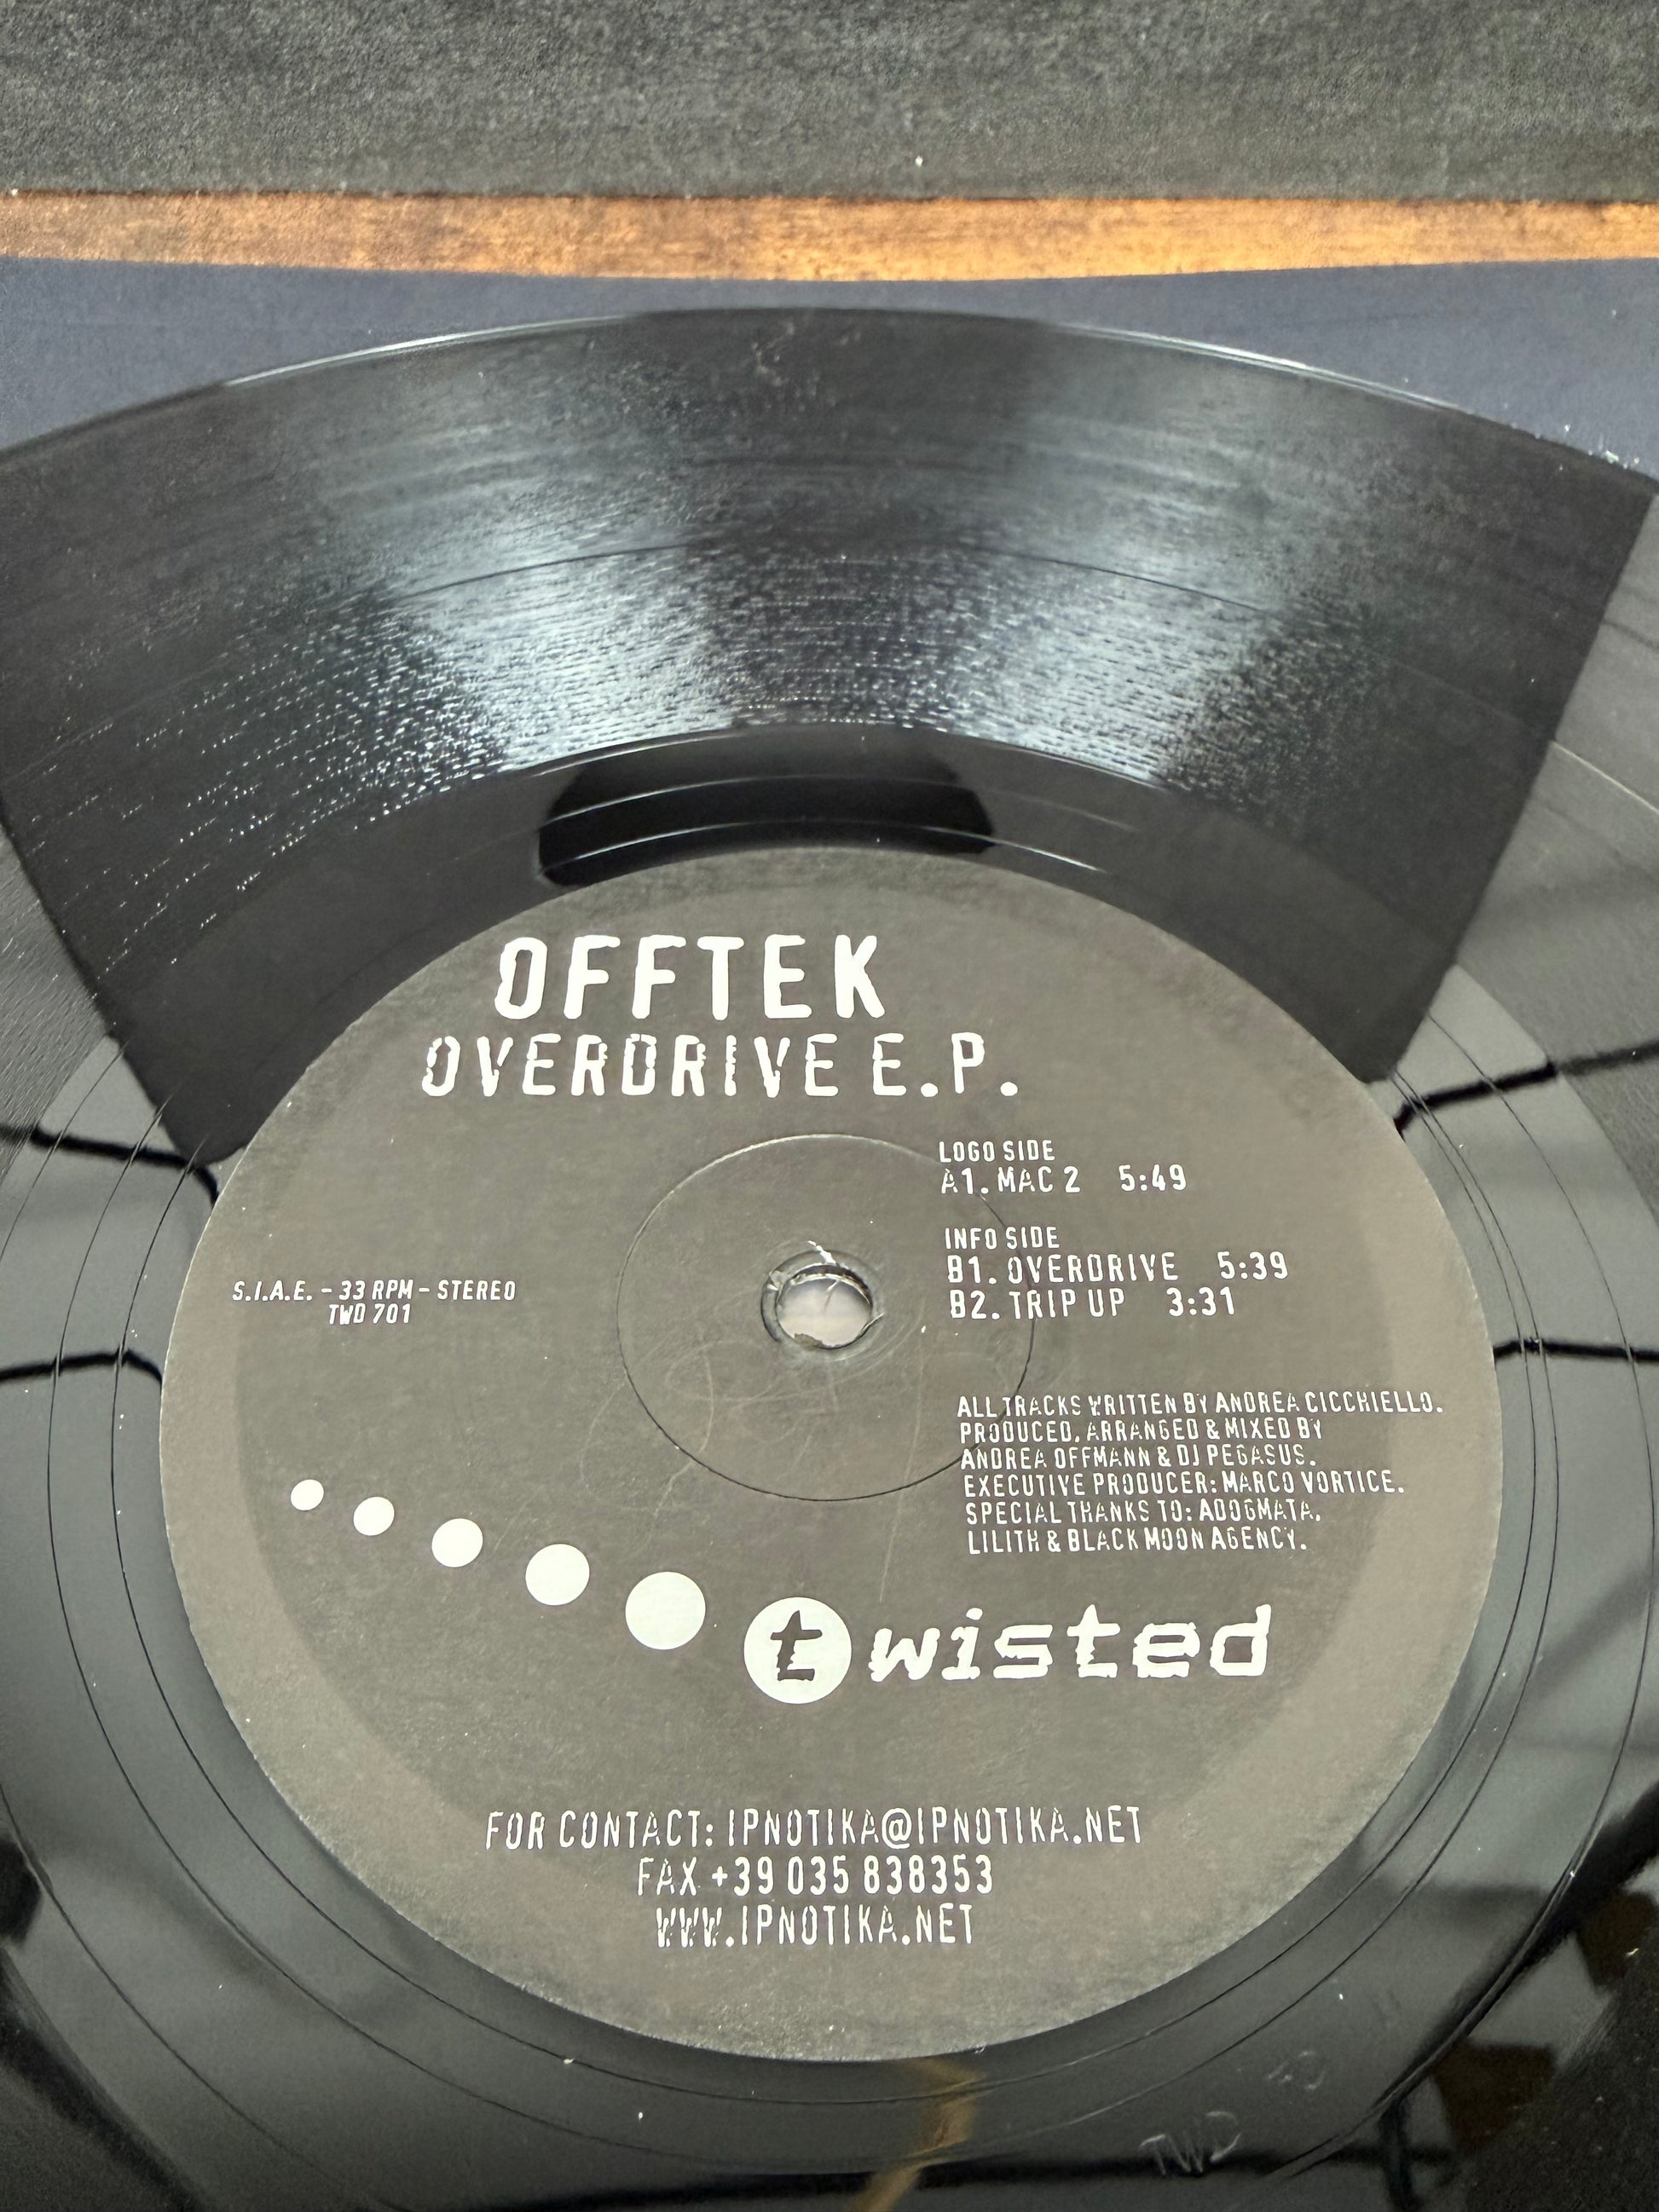 OFFTEK
OVERDRIVE E.P.
LOGO SIDE
A1. MAC 2 5:49
INFO SIDE
B1. OVERDRIVE 5:39
B2. TRIP UP 3:31
S.I.A.E. - 33 RPM - STEREO
TWD 701
ALL TRACKS WRITTEN BY ANDREA CICCHIELLO.
PRODUCED, ARRANGED & MIXED BY
ANDREA OFFMANN & DJ PEGASUS.
EXECUTIVE PRODUCER: MARCO VORTICE.
SPECIAL THANKS TO: ADOGMATA,
LILITH & BLACK MOON AGENCY.
twisted
FOR CONTACT: IPNOTIKA@IPNOTIKA.NET
FAX +39 035 838353
WWW.IPNOTIKA.NET
TWD